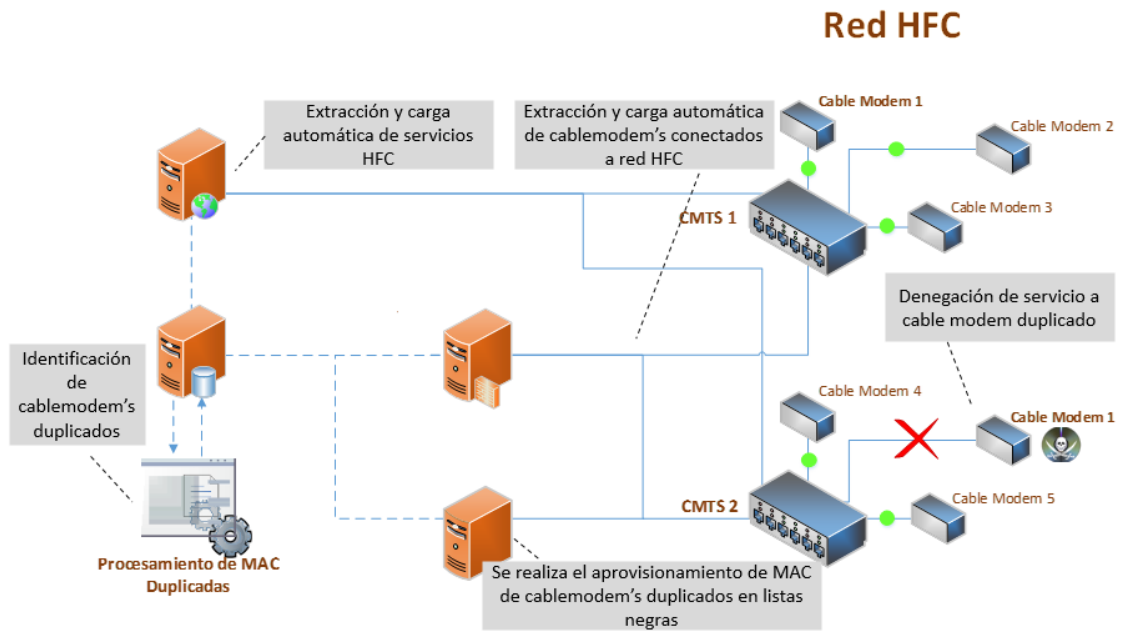 Red HFC
Extracción y carga
automática de servicios
HFC
Extracción y carga automática
de cablemodem's conectados
a red HFC
Cable Modem 1
Cable Modem 2
Cable Modem 3
CMTS 1
Denegación de servicio a
cable modem duplicado
Identificación
de
cablemodem's
duplicados
Cable Modem 4
Cable Modem 1
Cable Modem 5
CMTS 2
Procesamiento de MAC
Duplicadas
Se realiza el aprovisionamiento de MAC
de cablemodem's duplicados en listas
negras